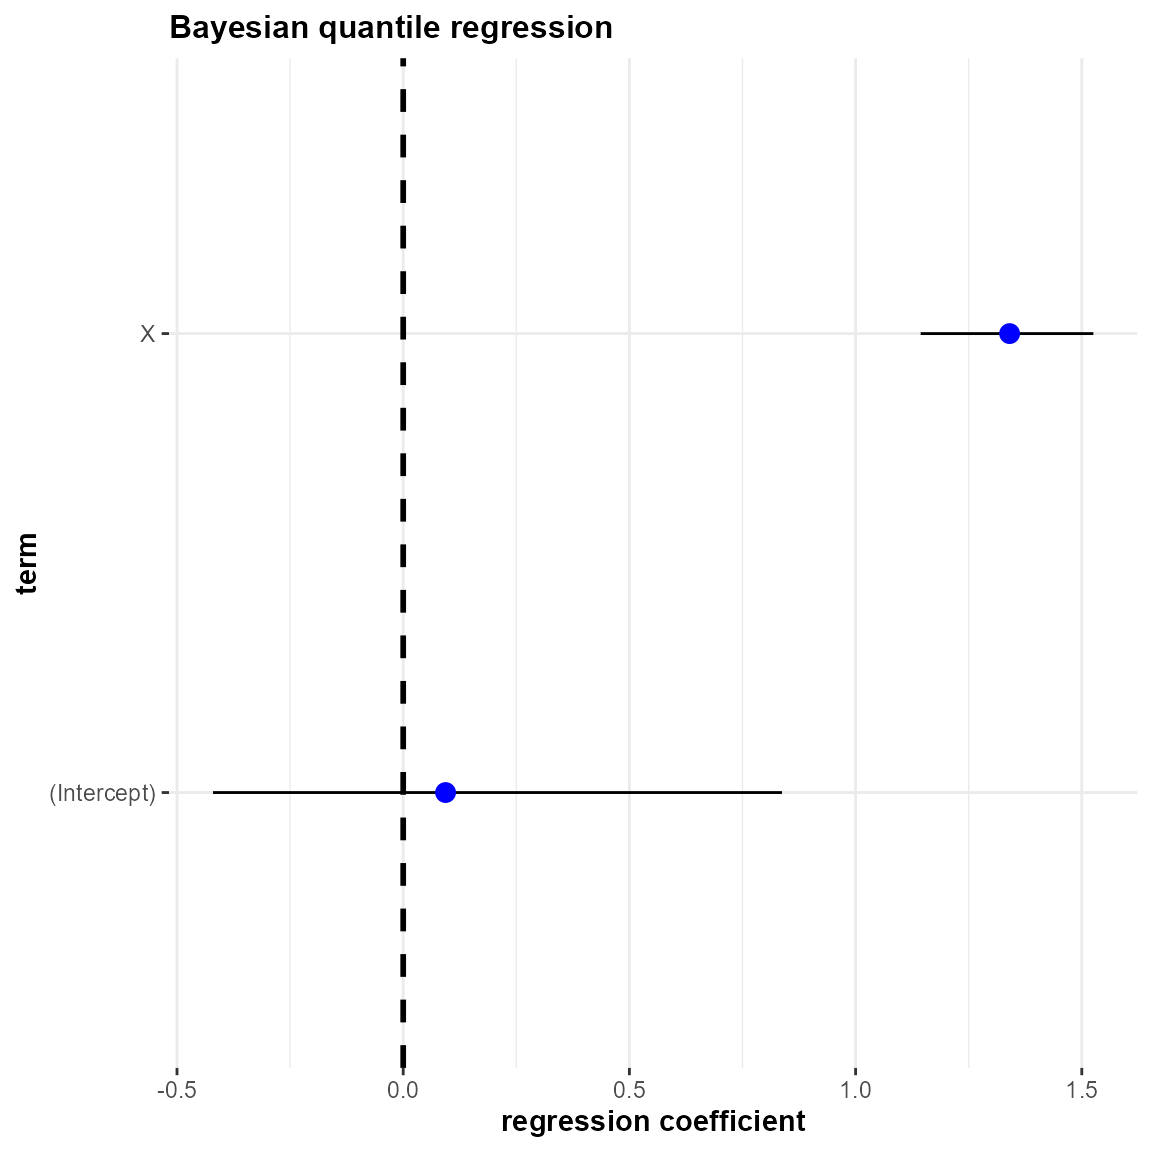 Bayesian quantile regression
term
X
(Intercept)
-0.5 0.0 0.5 1.0 1.5
regression coefficient